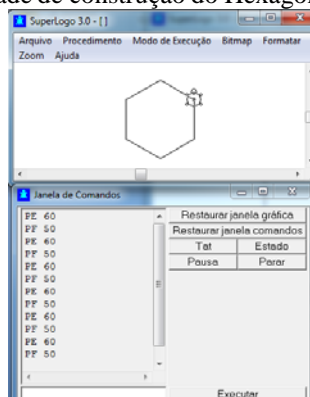 ade de construção do Hexágon
SuperLogo 3.0 - [ ]
Arquivo Procedimento Modo de Execução Bitmap Formatar
Zoom Ajuda
Janela de Comandos
PE 60
PF 50
PE 60
PF 50
PE 60
PF 50
PE 60
PF 50
PE 60
PF 50
PE 60
PF 50
Restaurar janela gráfica
Restaurar janela comandos
Tat Estado
Pausa Parar
Executar